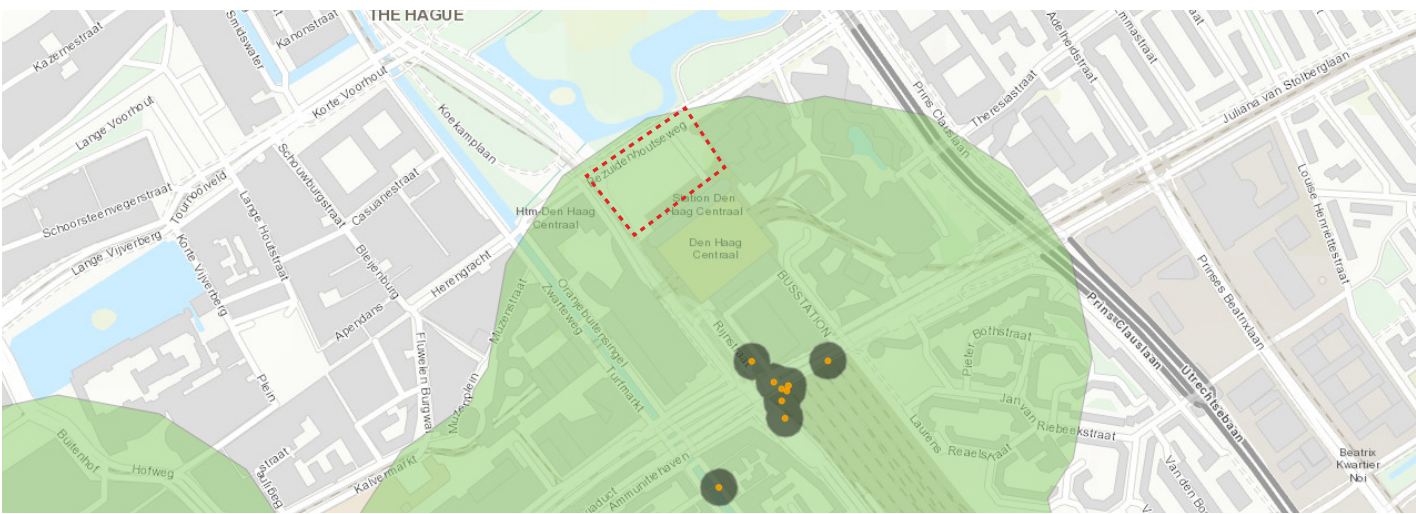 THE HAGUE
Kazernestraat
Smidswater
Kanonstraat
Korte Voorhout
Lange Voorhout
Koekamplaan
Prins Clauslaan
Adelheidstraat
Theresiastraat
Juliana van Stolberglaan
Louise Henriëttestraat
Schoorsteenvegerstraat
Tournooiveld
Schouwburgstraat
Casuariestraat
Lange Houtstraat
Bleijenburg
Lange Vijverberg
Korte Vijverberg
Herengracht
Apendans
Bezuidenhoutseweg
Htm-Den Haag
Centraal
Station Den
Haag Centraal
Den Haag
Centraal
BUSSTATION
Rijnstraat
Oranjebuitensingel
Zwarteweg
Muzenstraat
Turfmarkt
Fluwelen Burgwal
Plein
Muzenplein
Kalvermarkt
Buitenhof
Hofweg
Ammunitiehaven
Pieter
Bothstraat
Jan van
Riebeekstraat
Laurens
Reaelstraat
Prins Clauslaan
Utrechtsebaan
Prinses Beatrixlaan
Beatrix
Kwartier
Noi